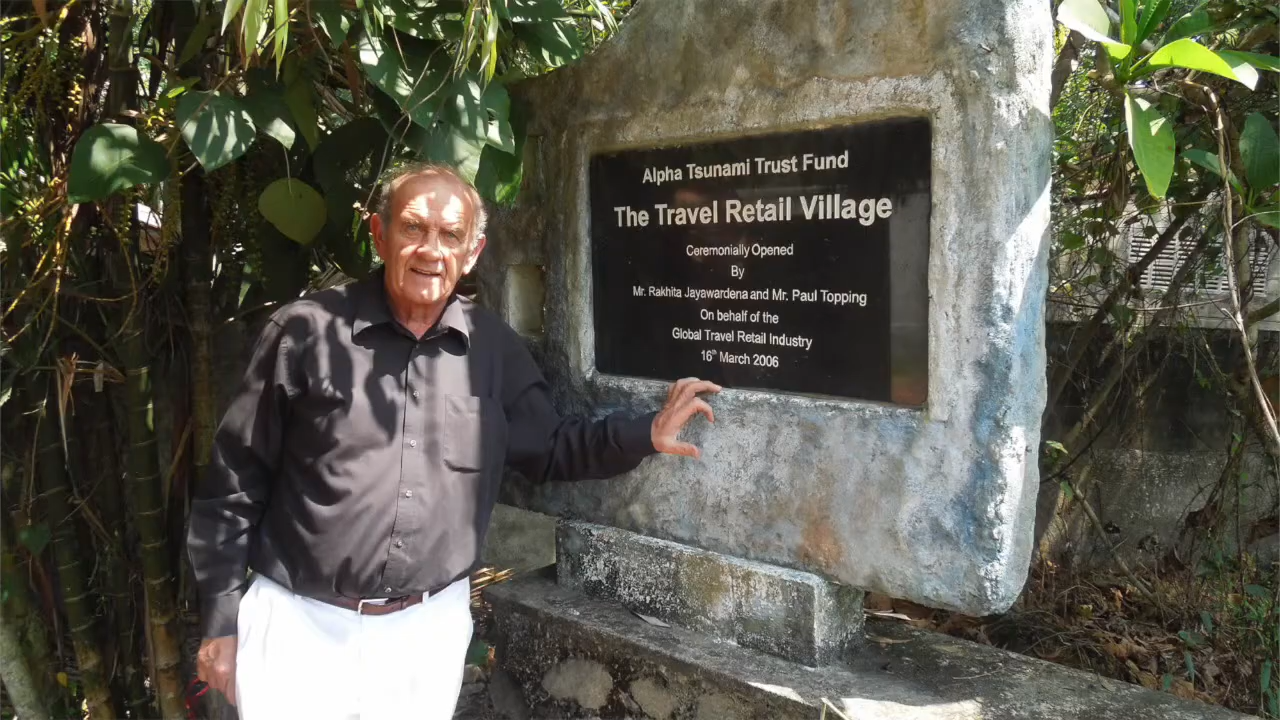 Alpha Tsunami Trust Fund
The Travel Retail Village
Ceremonially Opened
By
Mr. Rakhita Jayawardena and Mr. Paul Topping
On behalf of the
Global Travel Retail Industry
16th March 2006